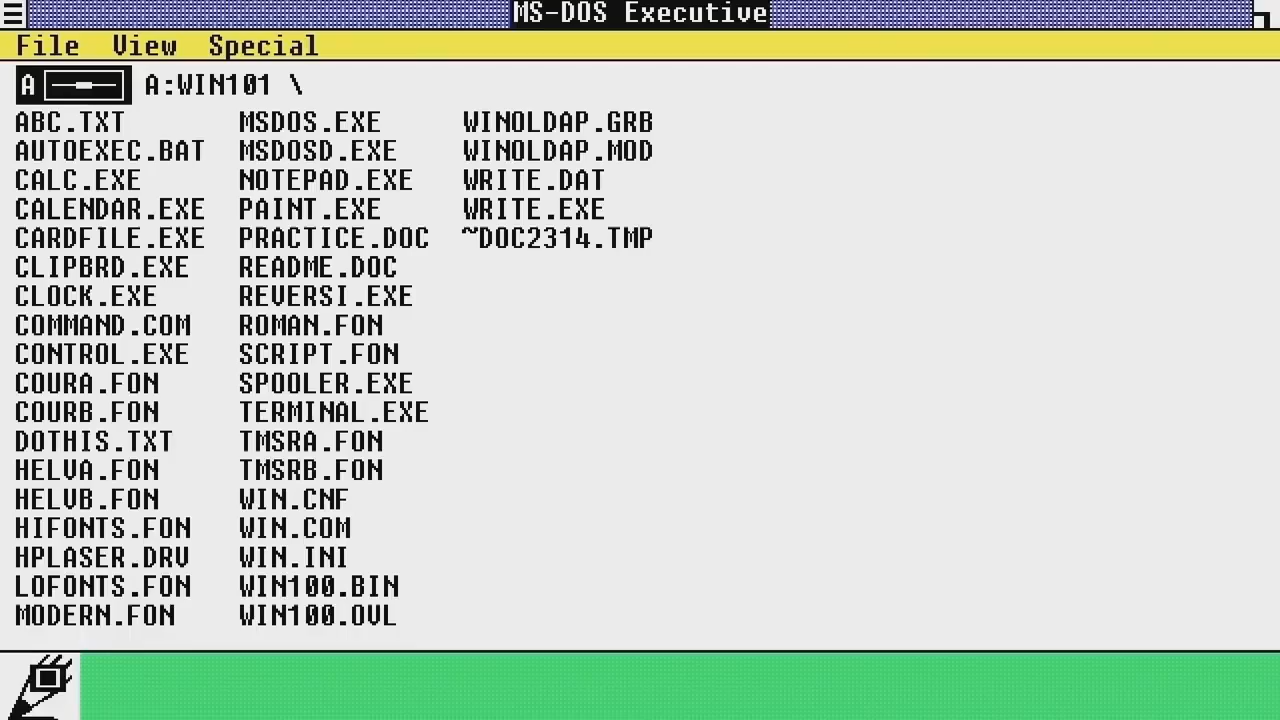 MS-DOS Executive
File View Special
A A:WIN101 \
ABC.TXT MSDOS.EXE WINOLDAP.GRB
AUTOEXEC.BAT MSDOSD.EXE WINOLDAP.MOD
CALC.EXE NOTEPAD.EXE WRITE.DAT
CALENDAR.EXE PAINT.EXE WRITE.EXE
CARDFILE.EXE PRACTICE.DOC ~DOC2314.TMP
CLIPBRD.EXE README.DOC
CLOCK.EXE REVERSI.EXE
COMMAND.COM ROMAN.FON
CONTROL.EXE SCRIPT.FON
COURA.FON SPOOLER.EXE
COURB.FON TERMINAL.EXE
DOTHIS.TXT TMSRA.FON
HELVA.FON TMSRB.FON
HELVB.FON WIN.CNF
HIFONTS.FON WIN.COM
HPLASER.DRV WIN.INI
LOFONTS.FON WIN100.BIN
MODERN.FON WIN100.OVL